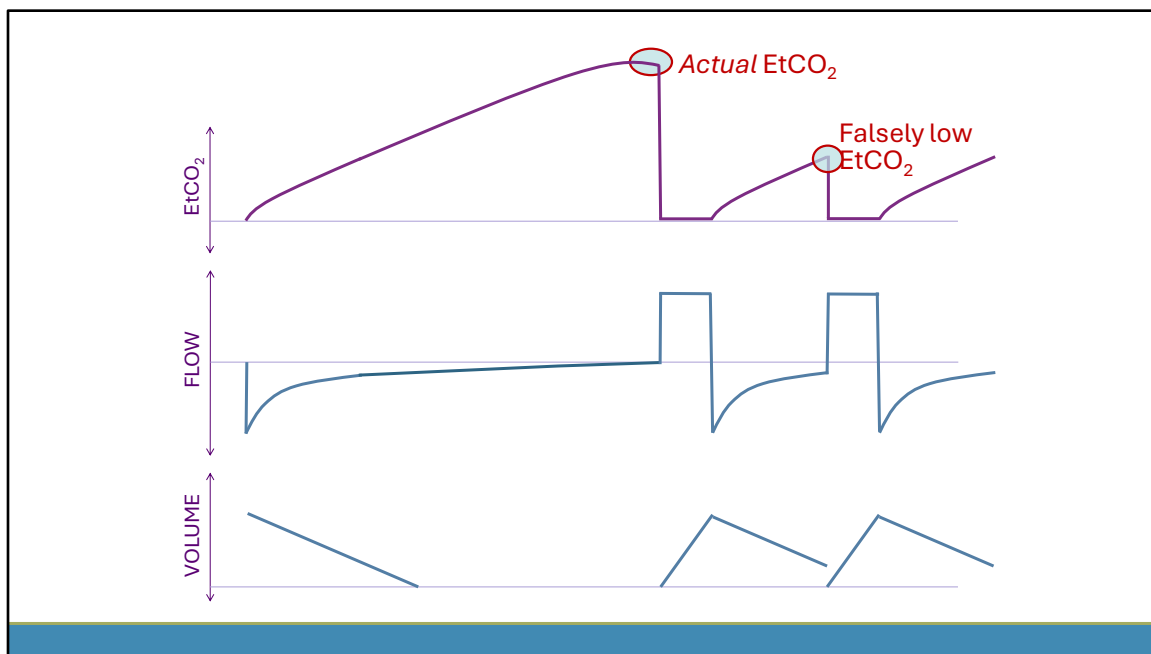 Actual EtCO₂
Falsely low
EtCO₂
EtCO₂
FLOW
VOLUME